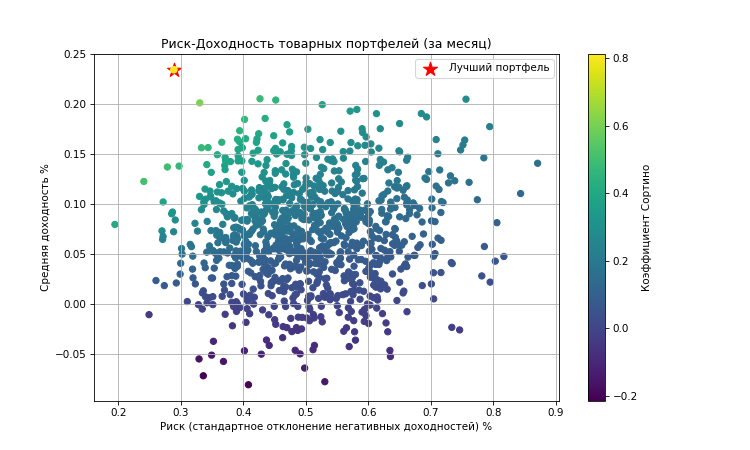 Риск-Доходность товарных портфелей (за месяц)
Лучший портфель
Средняя доходность %
0.25
0.20
0.15
0.10
0.05
0.00
−0.05
0.2 0.3 0.4 0.5 0.6 0.7 0.8 0.9
Риск (стандартное отклонение негативных доходностей) %
0.8
0.6
0.4
0.2
0.0
−0.2
Коэффициент Сортино